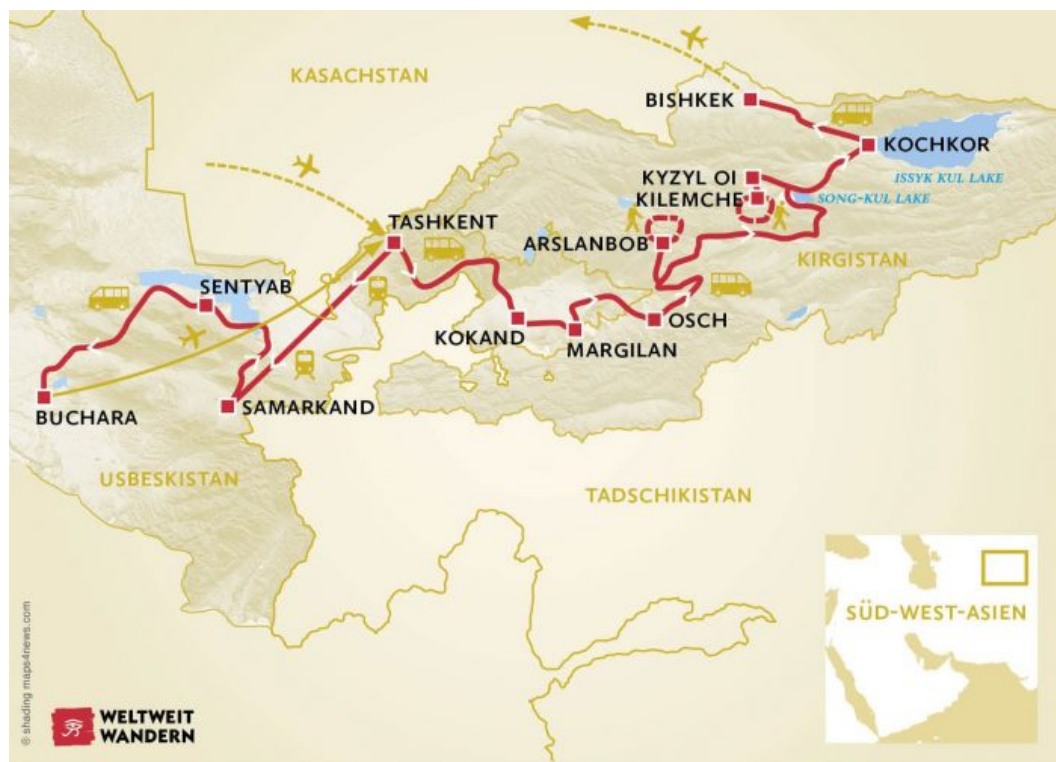 KASACHSTAN
BISHKEK
KOCHKOR
ISSYK KUL LAKE
KYZYL OI
KILEMCHE
SONG-KUL LAKE
TASHKENT
ARSLANBOB
KIRGISTAN
SENTYAB
KOKAND
MARGILAN
OSCH
BUCHARA
SAMARKAND
USBEKISTAN
TADSCHIKISTAN
SÜD-WEST-ASIEN
© shading maps4news.com
WELTWEIT
WANDERN